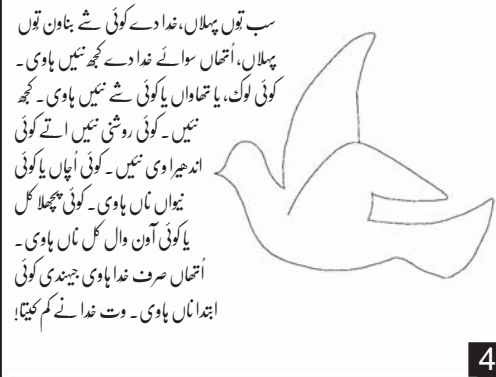 سب توں پہلاں، خدا دے کوئی شے بناون توں
پہلاں، اُتھاں سوائے خدا دے کجھ نئیں ہاوی۔
کوئی لوک، یا تھاواں یا کوئی شے نئیں ہاوی۔ کجھ
نئیں۔ کوئی روشنی نئیں اتے کوئی
اندھیرا وی نئیں۔ کوئی اُچاں یا کوئی
نیواں ناں ہاوی۔ کوئی پچھلا کل
یا کوئی آون وال کل ناں ہاوی۔
اُتھاں صرف خدا ہاوی جیہندی کوئی
ابتدا ناں ہاوی۔ وت خدا نے کم کیتا!
4